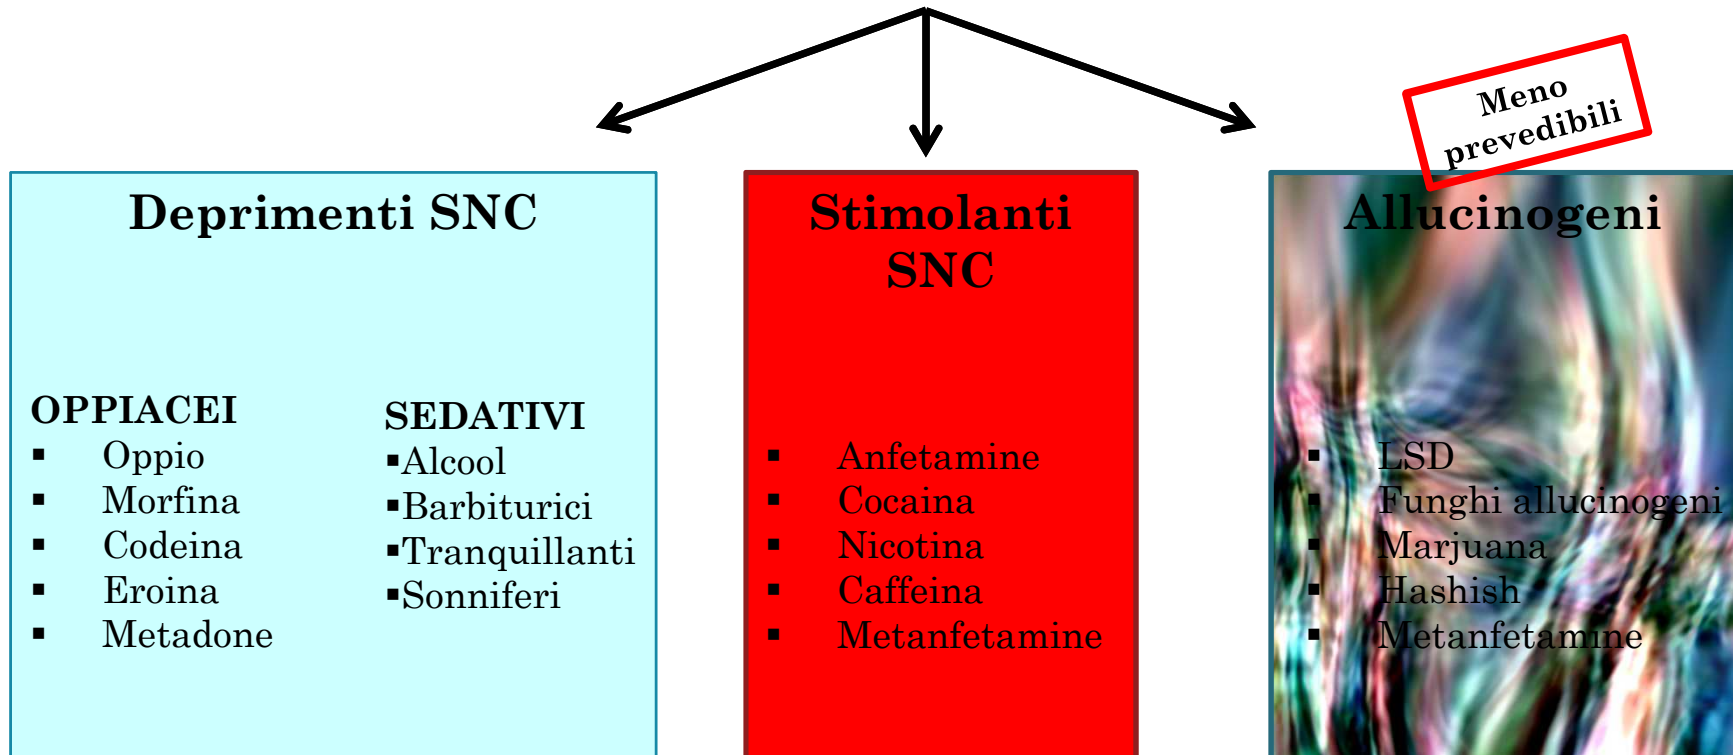 Meno
prevedibili
Deprimenti SNC
OPPIACEI
▪ Oppio
▪ Morfina
▪ Codeina
▪ Eroina
▪ Metadone
SEDATIVI
▪Alcool
▪Barbiturici
▪Tranquillanti
▪Sonniferi
Stimolanti
SNC
▪ Anfetamine
▪ Cocaina
▪ Nicotina
▪ Caffeina
▪ Metanfetamine
Allucinogeni
▪ LSD
▪ Funghi allucinogeni
▪ Marjuana
▪ Hashish
▪ Metanfetamine